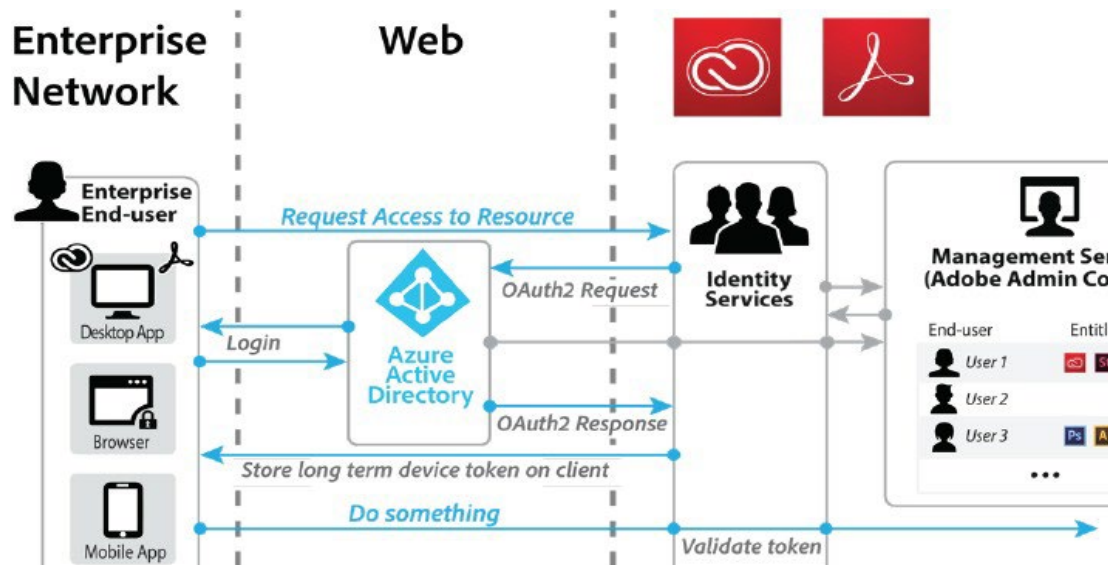 Enterprise
Network
Web
Enterprise
End-user
Desktop App
Browser
Mobile App
Request Access to Resource
OAuth2 Request
Login
Azure
Active
Directory
OAuth2 Response
Store long term device token on client
Do something
Validate token
Identity
Services
Management Ser
(Adobe Admin Co
End-user
Entitl
User 1
User 2
User 3
Ps
...